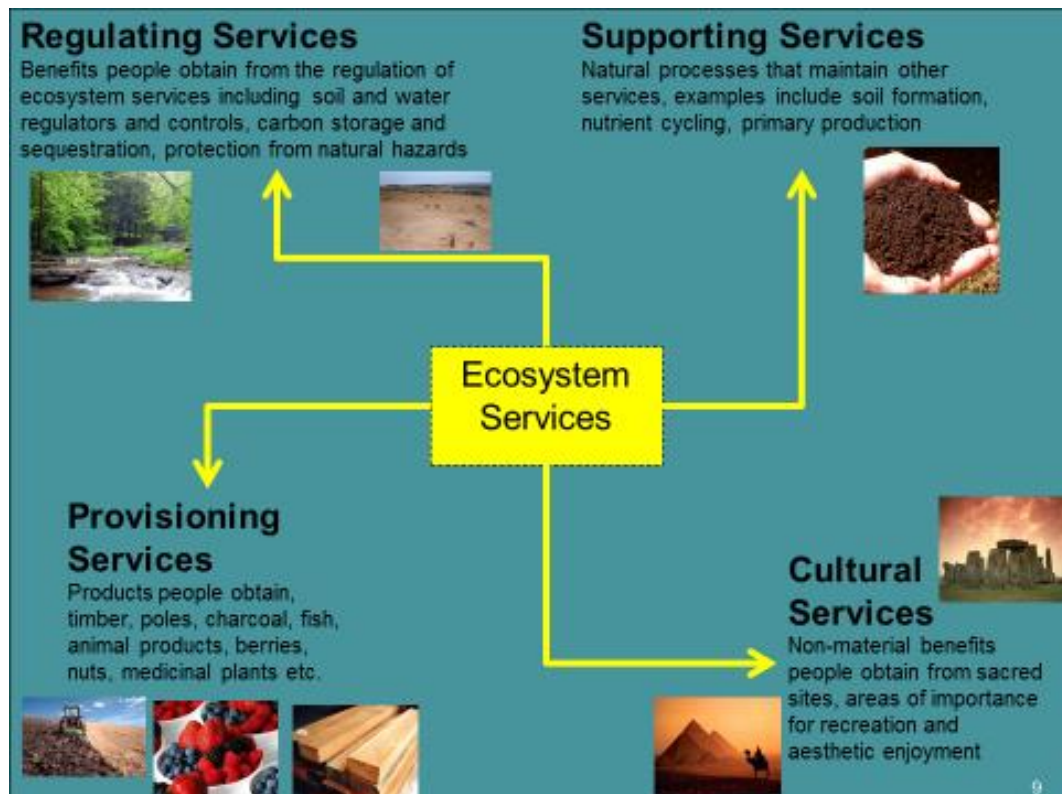 Regulating Services
Benefits people obtain from the regulation of
ecosystem services including soil and water
regulators and controls, carbon storage and
sequestration, protection from natural hazards
Supporting Services
Natural processes that maintain other
services, examples include soil formation,
nutrient cycling, primary production
Ecosystem
Services
Provisioning
Services
Products people obtain,
timber, poles, charcoal, fish,
animal products, berries,
nuts, medicinal plants etc.
Cultural
Services
Non-material benefits
people obtain from sacred
sites, areas of importance
for recreation and
aesthetic enjoyment
9